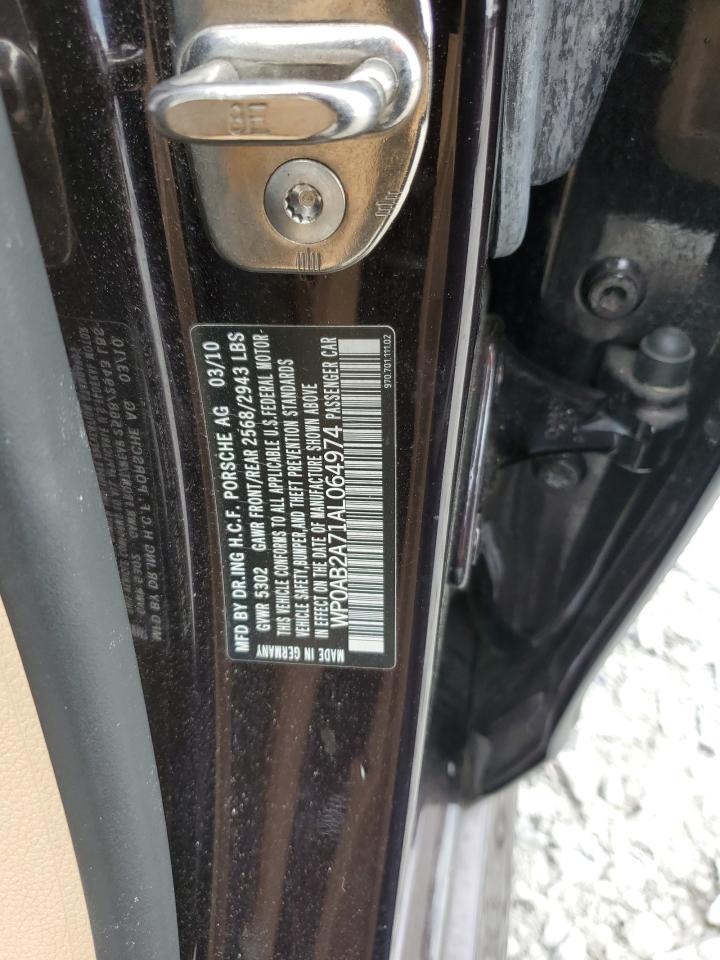 MFD BY DR.ING H.C.F. PORSCHE AG 03/10
GVWR 5302 GAWR FRONT/REAR 2568/2943 LBS
THIS VEHICLE CONFORMS TO ALL APPLICABLE U.S.FEDERAL MOTOR-
VEHICLE SAFETY,BUMPER,AND THEFT PREVENTION STANDARDS
IN EFFECT ON THE DATE OF MANUFACTURE SHOWN ABOVE
WP0AB2A71AL064974 PASSENGER CAR
MADE IN GERMANY
970.701.111.02